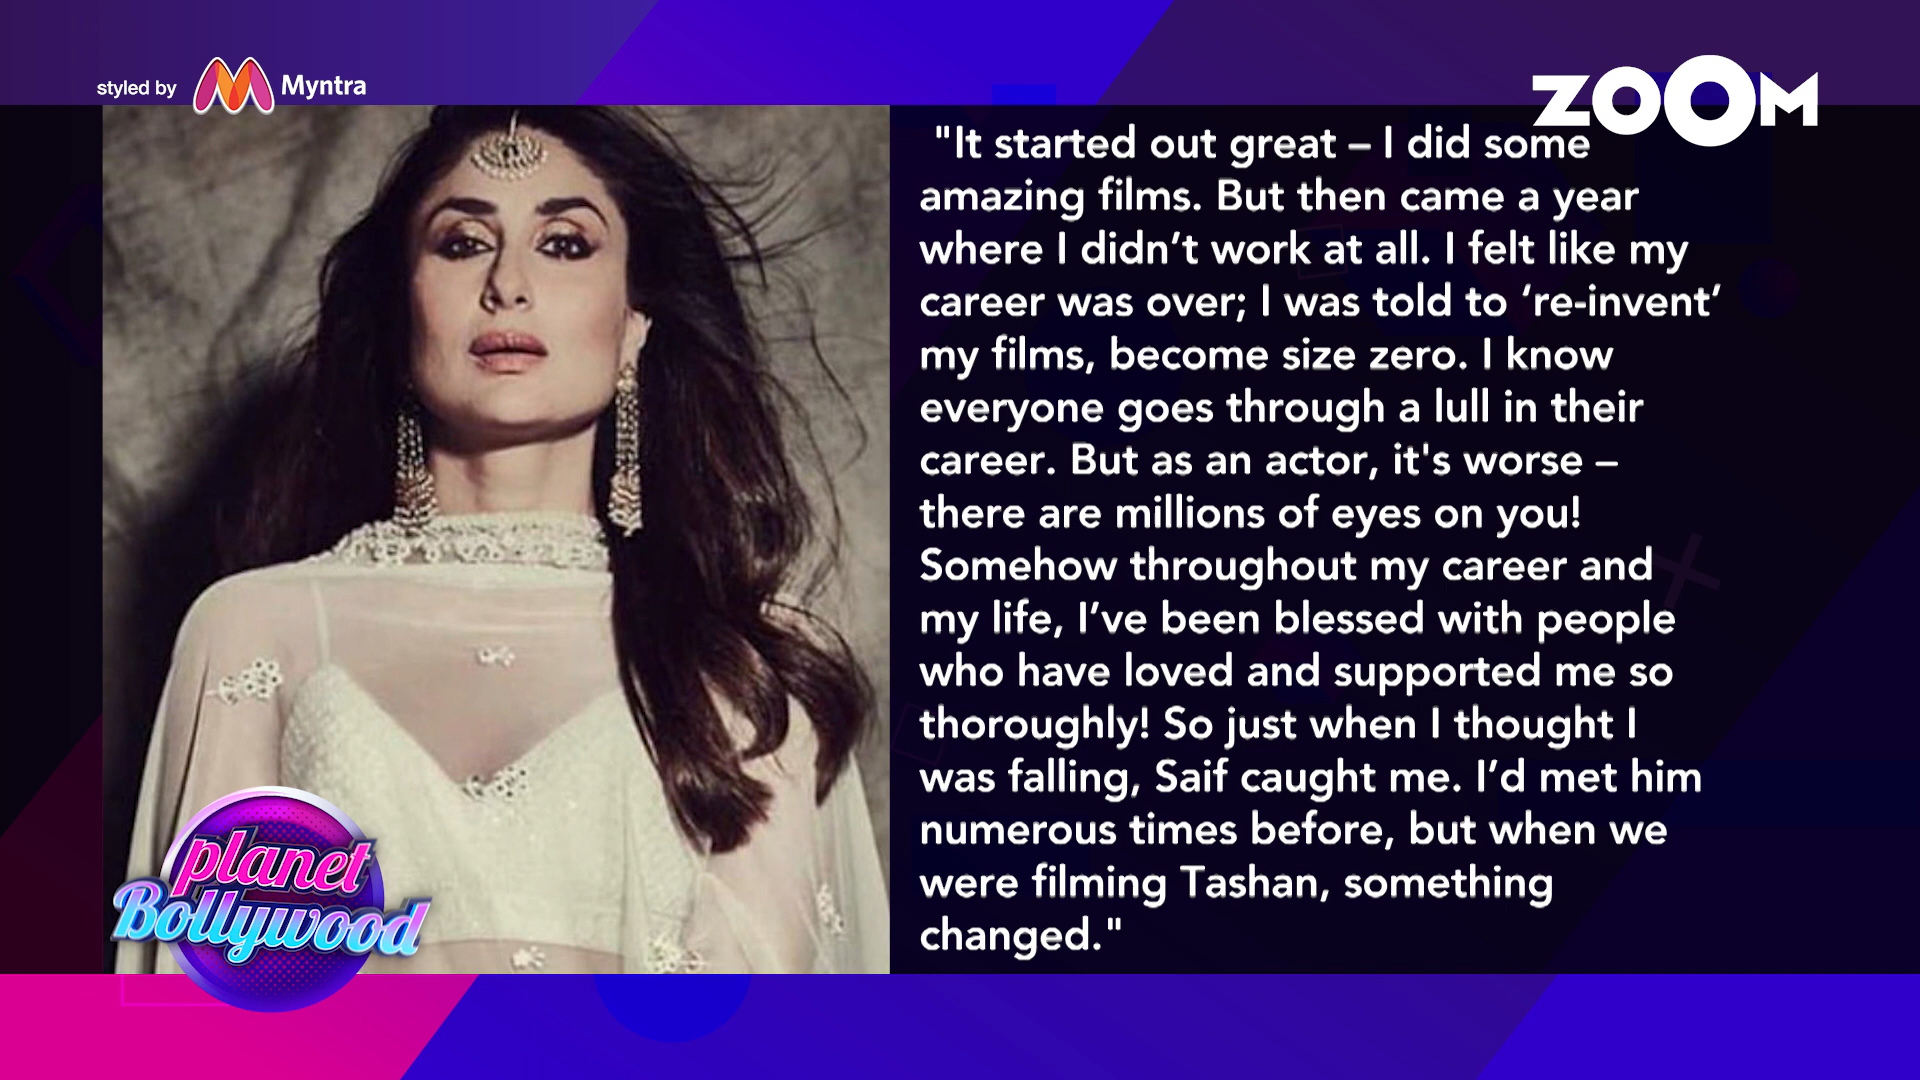 styled by Myntra
ZOOM
"It started out great – I did some
amazing films. But then came a year
where I didn’t work at all. I felt like my
career was over; I was told to ‘re-invent’
my films, become size zero. I know
everyone goes through a lull in their
career. But as an actor, it's worse –
there are millions of eyes on you!
Somehow throughout my career and
my life, I’ve been blessed with people
who have loved and supported me so
thoroughly! So just when I thought I
was falling, Saif caught me. I’d met him
numerous times before, but when we
were filming Tashan, something
changed."
planet
Bollywood